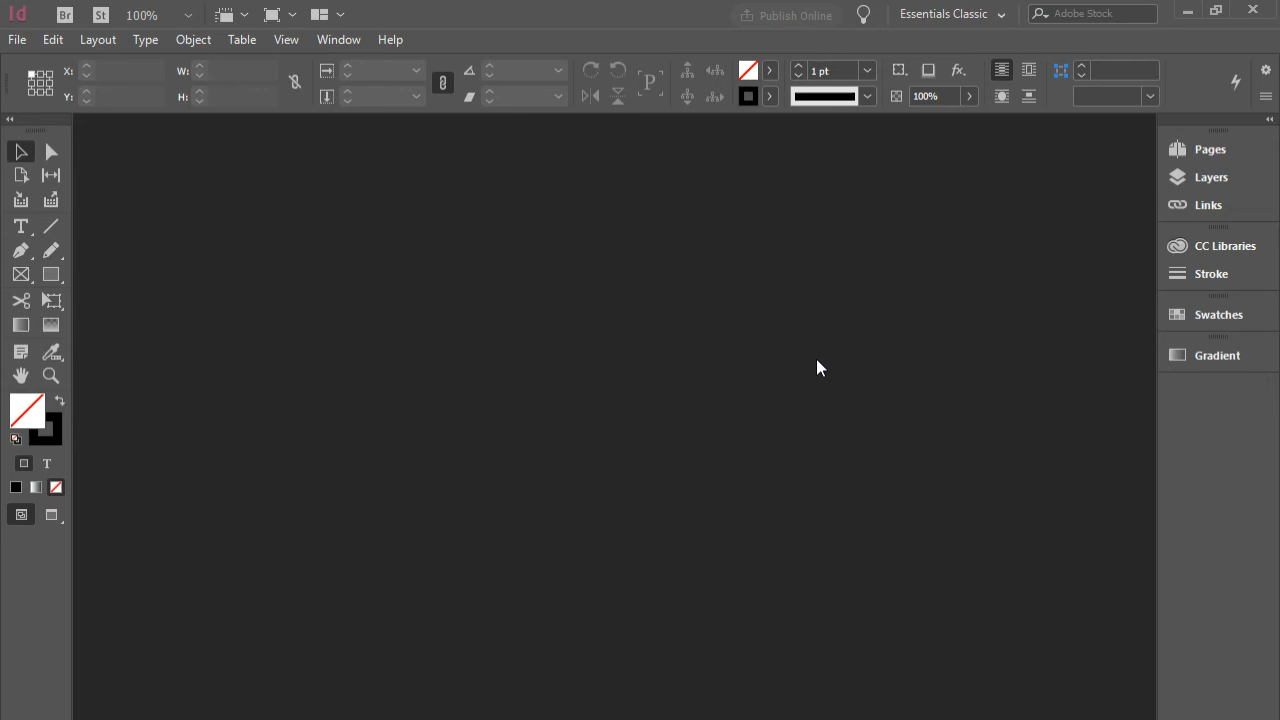 Id Br St 100% Publish Online Essentials Classic Adobe Stock
File Edit Layout Type Object Table View Window Help
X: W: P 1 pt fx.
Y: H: 100%
Pages
Layers
Links
CC Libraries
Stroke
Swatches
Gradient
T
T